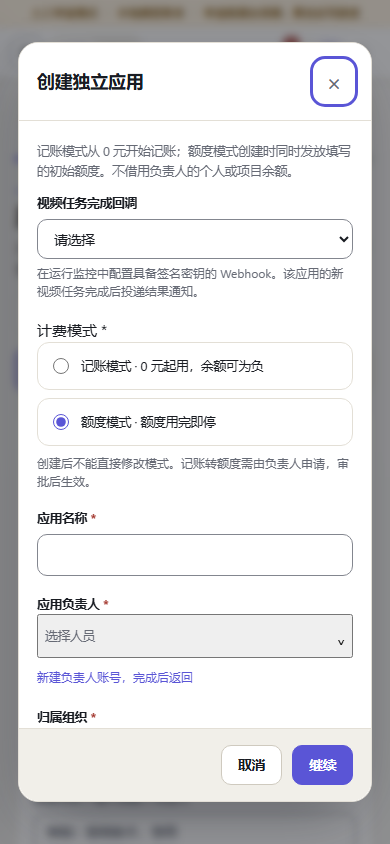 创建独立应用
×
记账模式从 0 元开始记账；额度模式创建时同时发放填写
的初始额度。不借用负责人的个人或项目余额。
视频任务完成回调
请选择
在运行监控中配置具备签名密钥的 Webhook。该应用的新
视频任务完成后投递结果通知。
计费模式 *
记账模式 · 0 元起用，余额可为负
额度模式 · 额度用完即停
创建后不能直接修改模式。记账转额度需由负责人申请，审
批后生效。
应用名称 *
应用负责人 *
选择人员
新建负责人账号，完成后返回
归属组织 *
取消
继续